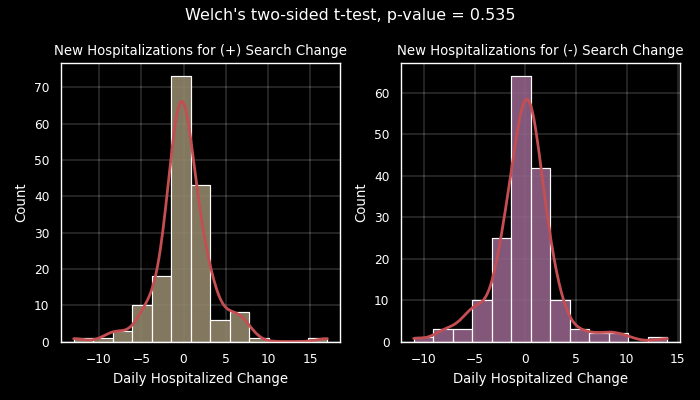 Welch's two-sided t-test, p-value = 0.535
New Hospitalizations for (+) Search Change
70
60
50
40
30
20
10
0
Count
−10 −5 0 5 10 15
Daily Hospitalized Change
New Hospitalizations for (-) Search Change
60
50
40
30
20
10
0
Count
−10 −5 0 5 10 15
Daily Hospitalized Change